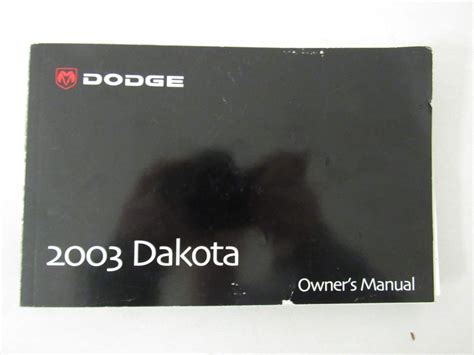 DODGE
2003 Dakota
Owner's Manual